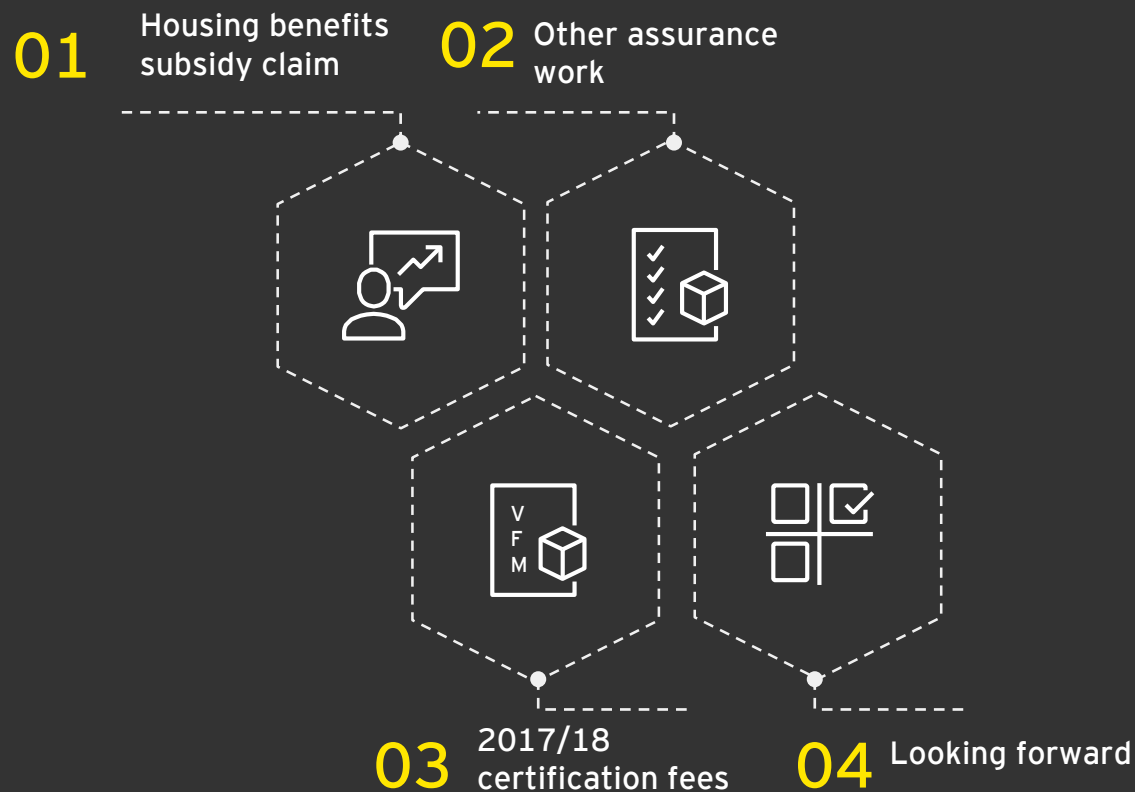 01
Housing benefits
subsidy claim
02
Other assurance
work
V
F
M
03
2017/18
certification fees
04
Looking forward